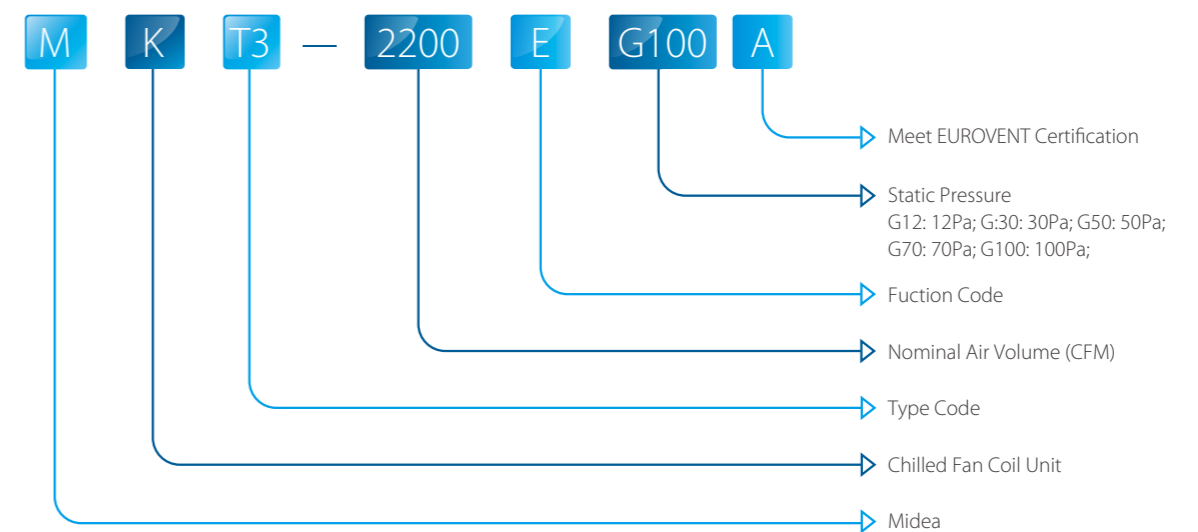 M K T3 — 2200 E G100 A
Meet EUROVENT Certification
Static Pressure
G12: 12Pa; G:30: 30Pa; G50: 50Pa;
G70: 70Pa; G100: 100Pa;
Fuction Code
Nominal Air Volume (CFM)
Type Code
Chilled Fan Coil Unit
Midea